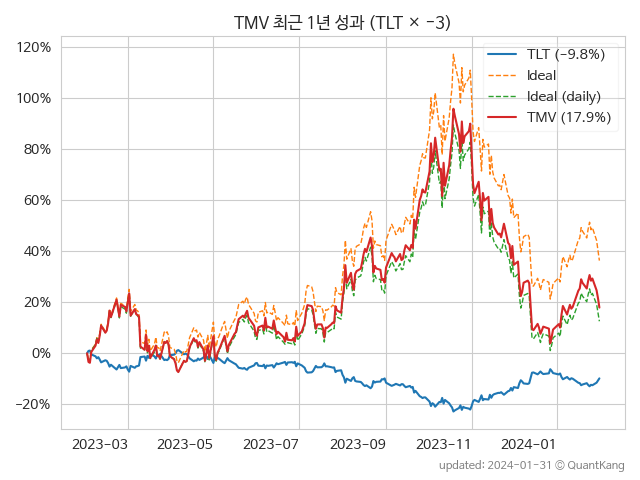 TMV 최근 1년 성과 (TLT × −3)
TLT (−9.8%)
Ideal
Ideal (daily)
TMV (17.9%)
120%
100%
80%
60%
40%
20%
0%
−20%
2023-03
2023-05
2023-07
2023-09
2023-11
2024-01
updated: 2024-01-31 © QuantKang